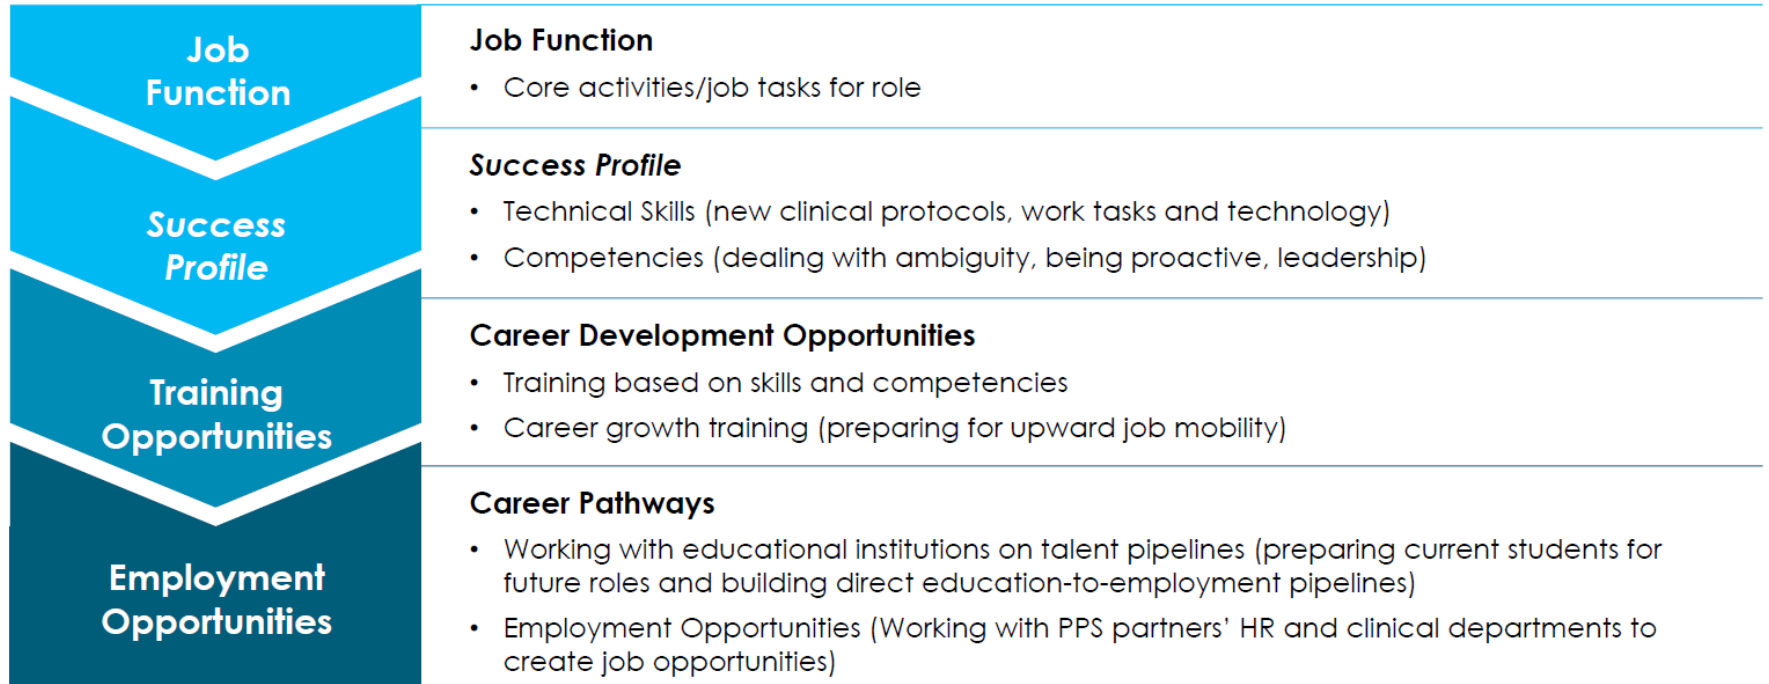 Job
Function
Job Function
• Core activities/job tasks for role
Success
Profile
Success Profile
• Technical Skills (new clinical protocols, work tasks and technology)
• Competencies (dealing with ambiguity, being proactive, leadership)
Training
Opportunities
Career Development Opportunities
• Training based on skills and competencies
• Career growth training (preparing for upward job mobility)
Employment
Opportunities
Career Pathways
• Working with educational institutions on talent pipelines (preparing current students for
future roles and building direct education-to-employment pipelines)
• Employment Opportunities (Working with PPS partners’ HR and clinical departments to
create job opportunities)